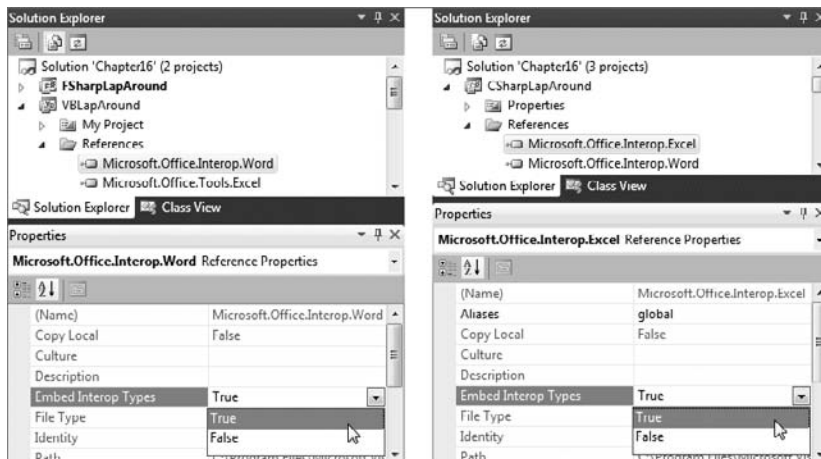 Solution Explorer
Solution 'Chapter16' (2 projects)
FSharpLapAround
VBLapAround
My Project
References
Microsoft.Office.Interop.Word
Microsoft.Office.Tools.Excel
Solution Explorer Class View
Properties
Microsoft.Office.Interop.Word Reference Properties
(Name) Microsoft.Office.Interop.Word
Copy Local False
Culture
Description
Embed Interop Types True
File Type True
Identity False
Path
Solution Explorer
Solution 'Chapter16' (3 projects)
CSharpLapAround
Properties
References
Microsoft.Office.Interop.Excel
Microsoft.Office.Interop.Word
Solution Explorer Class View
Properties
Microsoft.Office.Interop.Excel Reference Properties
(Name) Microsoft.Office.Interop.Excel
Aliases global
Copy Local False
Culture
Description
Embed Interop Types True
File Type True
Identity False
Path